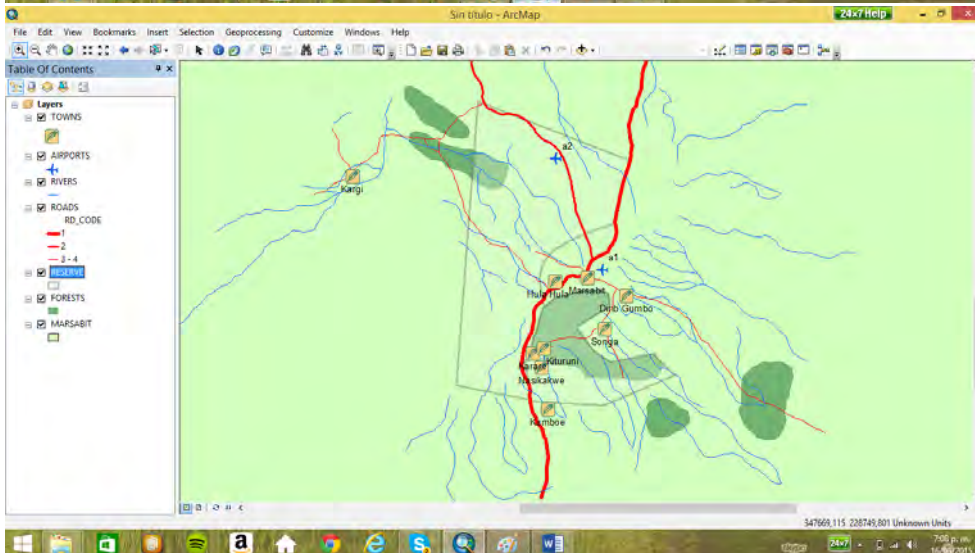 Sin título - ArcMap
24x7 Help
File Edit View Bookmarks Insert Selection Geoprocessing Customize Windows Help
Table Of Contents
Layers
TOWNS
AIRPORTS
RIVERS
ROADS
RD_CODE
1
2
3 - 4
RESERVE
FORESTS
MARSABIT
a2
Kargi
a1
Hula Hula
Marsabit
Dirib Gumbo
Songa
Kituruni
Karare
Nasikakwe
Kamboe
347669,115 228749,801 Unknown Units
24x7
7:08 p. m.